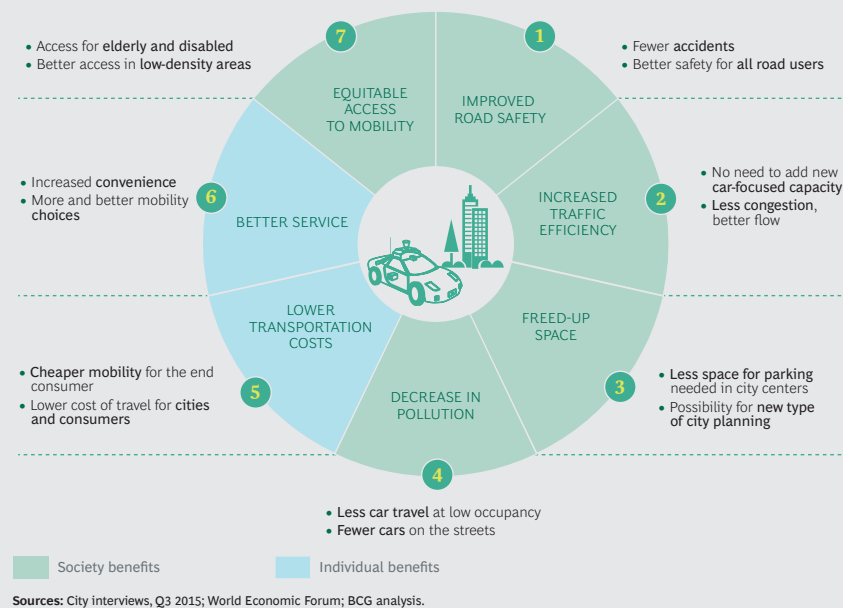 1
IMPROVED
ROAD SAFETY
• Fewer accidents
• Better safety for all road users
2
INCREASED
TRAFFIC
EFFICIENCY
• No need to add new
car-focused capacity
• Less congestion,
better flow
3
FREED-UP
SPACE
• Less space for parking
needed in city centers
• Possibility for new type
of city planning
4
DECREASE IN
POLLUTION
• Less car travel at low occupancy
• Fewer cars on the streets
5
LOWER
TRANSPORTATION
COSTS
• Cheaper mobility for the end
consumer
• Lower cost of travel for cities
and consumers
6
BETTER SERVICE
• Increased convenience
• More and better mobility
choices
7
EQUITABLE
ACCESS
TO MOBILITY
• Access for elderly and disabled
• Better access in low-density areas
Society benefits
Individual benefits
Sources: City interviews, Q3 2015; World Economic Forum; BCG analysis.